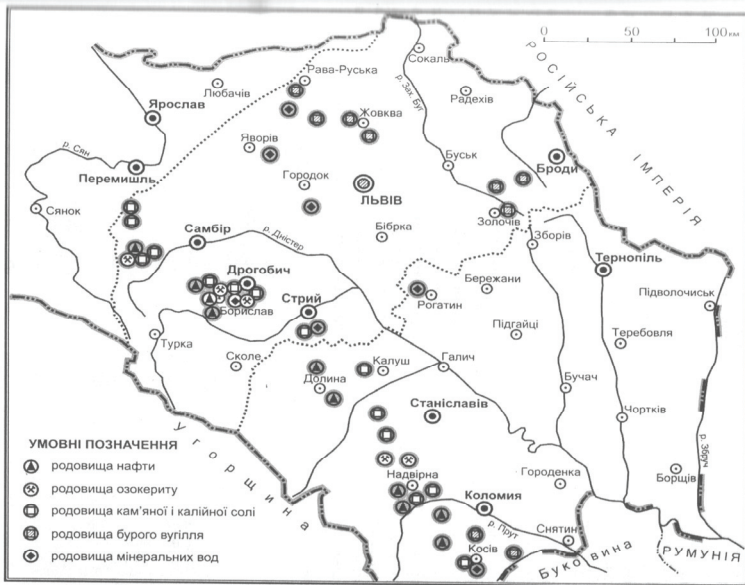 0 50 100 км
РОСІЙСЬКА ІМПЕРІЯ
Сокаль
Рава-Руська
Любачів
р. Зах. Буг
Радехів
Ярослав
Жовква
р. Сян
Яворів
Буськ
Броди
Перемишль
Городок
ЛЬВІВ
Сянок
Золочів
Самбір
р. Дністер
Бібрка
Зборів
Тернопіль
Дрогобич
Бережани
Борислав
Стрий
Рогатин
Підволочиськ
Турка
Підгайці
Теребовля
Сколе
Калуш
Галич
Долина
Бучач
Станіславів
Чортків
Угорщина
р. Збруч
Надвірна
Городенка
Борщів
Коломия
р. Прут
Снятин
Косів
Буковина
РУМУНІЯ
УМОВНІ ПОЗНАЧЕННЯ
родовища нафти
родовища озокериту
родовища кам'яної і калійної солі
родовища бурого вугілля
родовища мінеральних вод